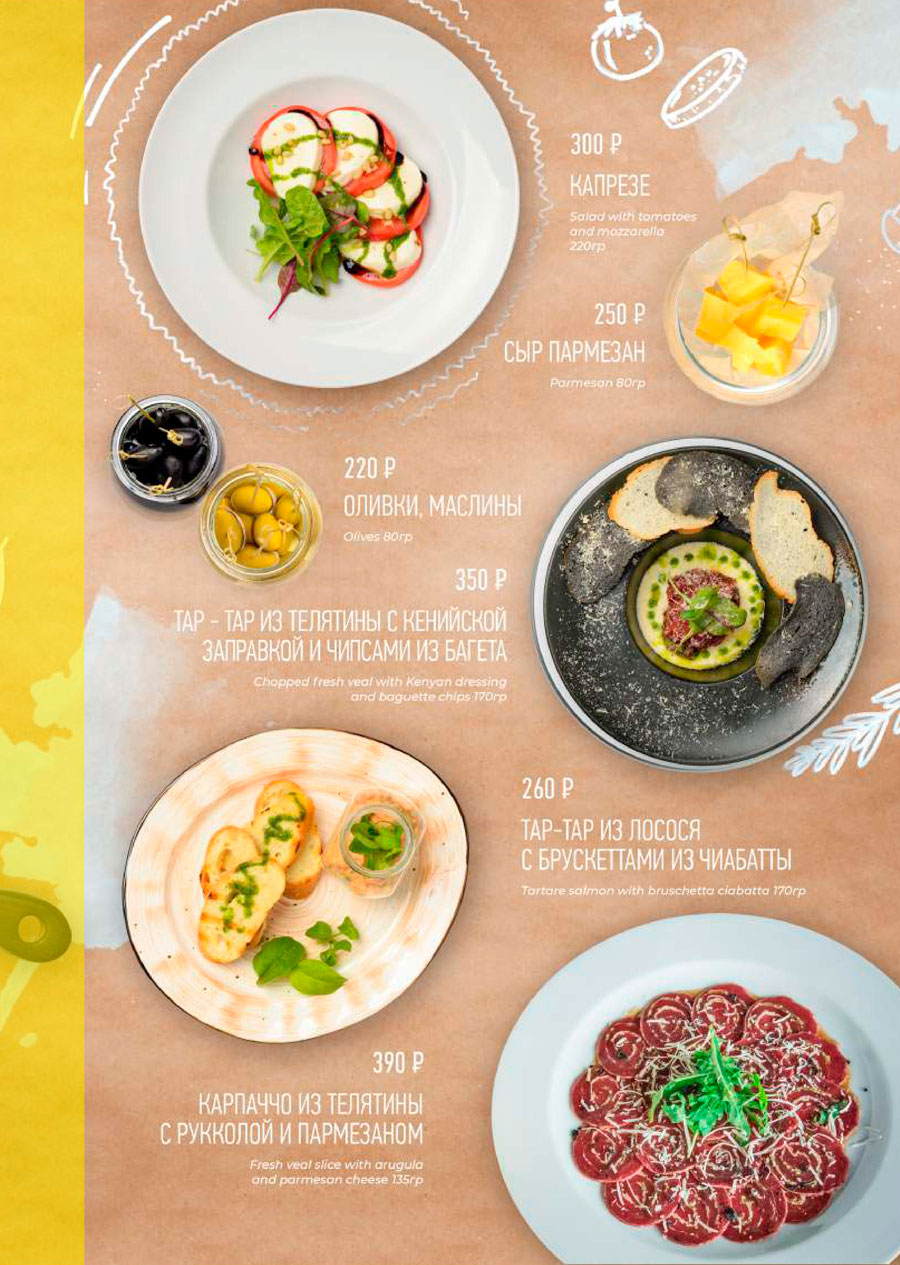 300 ₽
КАПРЕЗЕ
Salad with tomatoes
and mozzarella
220гр
250 ₽
СЫР ПАРМЕЗАН
Parmesan 80гр
220 ₽
ОЛИВКИ, МАСЛИНЫ
Olives 80гр
350 ₽
ТАР - ТАР ИЗ ТЕЛЯТИНЫ С КЕНИЙСКОЙ
ЗАПРАВКОЙ И ЧИПСАМИ ИЗ БАГЕТА
Chopped fresh veal with Kenyan dressing
and baguette chips 170гр
260 ₽
ТАР-ТАР ИЗ ЛОСОСЯ
С БРУСКЕТТАМИ ИЗ ЧИАБАТТЫ
Tartare salmon with bruschetta ciabatta 170гр
390 ₽
КАРПАЧЧО ИЗ ТЕЛЯТИНЫ
С РУККОЛОЙ И ПАРМЕЗАНОМ
Fresh veal slice with arugula
and parmesan cheese 135гр